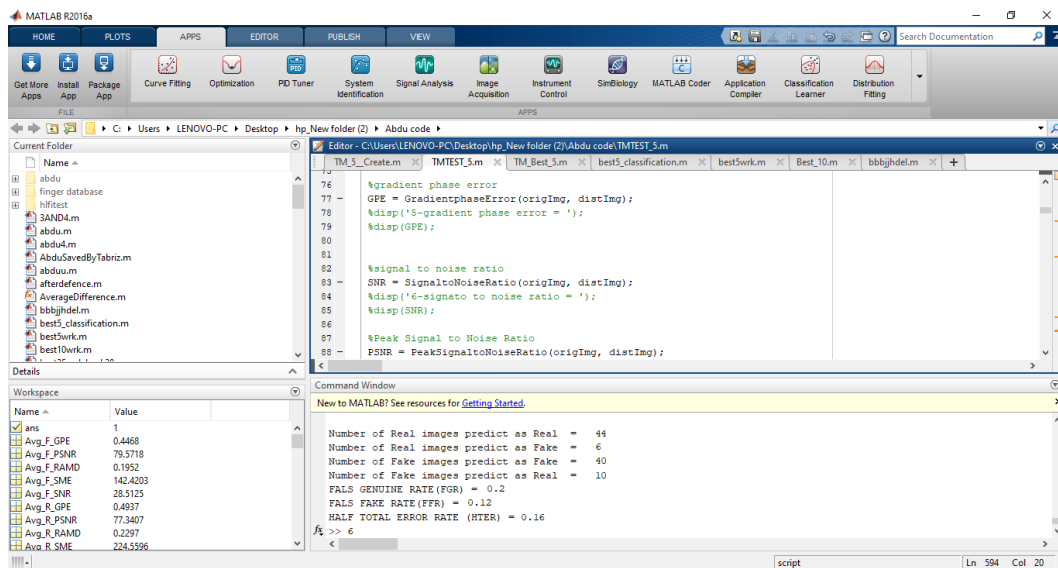 MATLAB R2016a
HOME PLOTS APPS EDITOR PUBLISH VIEW Search Documentation
Get More Apps Install App Package App Curve Fitting Optimization PID Tuner System Identification Signal Analysis Image Acquisition Instrument Control SimBiology MATLAB Coder Application Compiler Classification Learner Distribution Fitting
FILE APPS
C: Users LENOVO-PC Desktop hp_New folder (2) Abdu code
Current Folder
Name
abdu
finger database
hlfitest
3AND4.m
abdu.m
abdu4.m
AbduSavedByTabriz.m
abduu.m
afterdefence.m
AverageDifference.m
bbbjjhdel.m
best5_classification.m
best5wrk.m
best10wrk.m
Details
Workspace
Name Value
ans 1
Avg_F_GPE 0.4468
Avg_F_PSNR 79.5718
Avg_F_RAMD 0.1952
Avg_F_SME 142.4203
Avg_F_SNR 28.5125
Avg_R_GPE 0.4937
Avg_R_PSNR 77.3407
Avg_R_RAMD 0.2297
Avg_R_SME 224.5596
Editor - C:\Users\LENOVO-PC\Desktop\hp_New folder (2)\Abdu code\TMTEST_5.m
TM_5__Create.m TMTEST_5.m TM_Best_5.m best5_classification.m best5wrk.m Best_10.m bbbjjhdel.m +
75
76 %gradient phase error
77 - GPE = GradientphaseError(origImg, distImg);
78 %disp('5-gradient phase error = ');
79 %disp(GPE);
80
81
82 %signal to noise ratio
83 - SNR = SignaltoNoiseRatio(origImg, distImg);
84 %disp('6-signato to noise ratio = ');
85 %disp(SNR);
86
87 %Peak Signal to Noise Ratio
88 - PSNR = PeakSignaltoNoiseRatio(origImg, distImg);
Command Window
New to MATLAB? See resources for Getting Started.
Number of Real images predict as Real = 44
Number of Real images predict as Fake = 6
Number of Fake images predict as Fake = 40
Number of Fake images predict as Real = 10
FALS GENUINE RATE(FGR) = 0.2
FALS FAKE RATE(FFR) = 0.12
HALF TOTAL ERROR RATE (HTER) = 0.16
fx >> 6
script Ln 594 Col 20